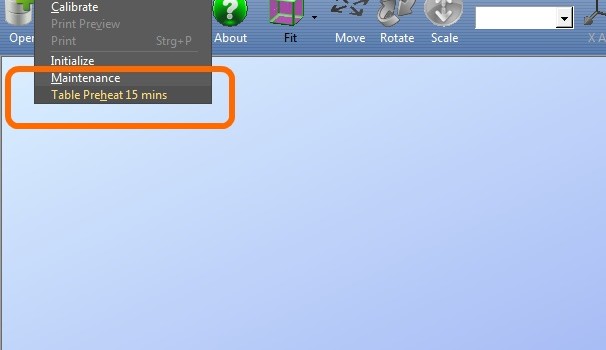 Calibrate
Print Preview
Print Strg+P
Initialize
Maintenance
Table Preheat 15 mins
Open
About
Fit
Move
Rotate
Scale
X A